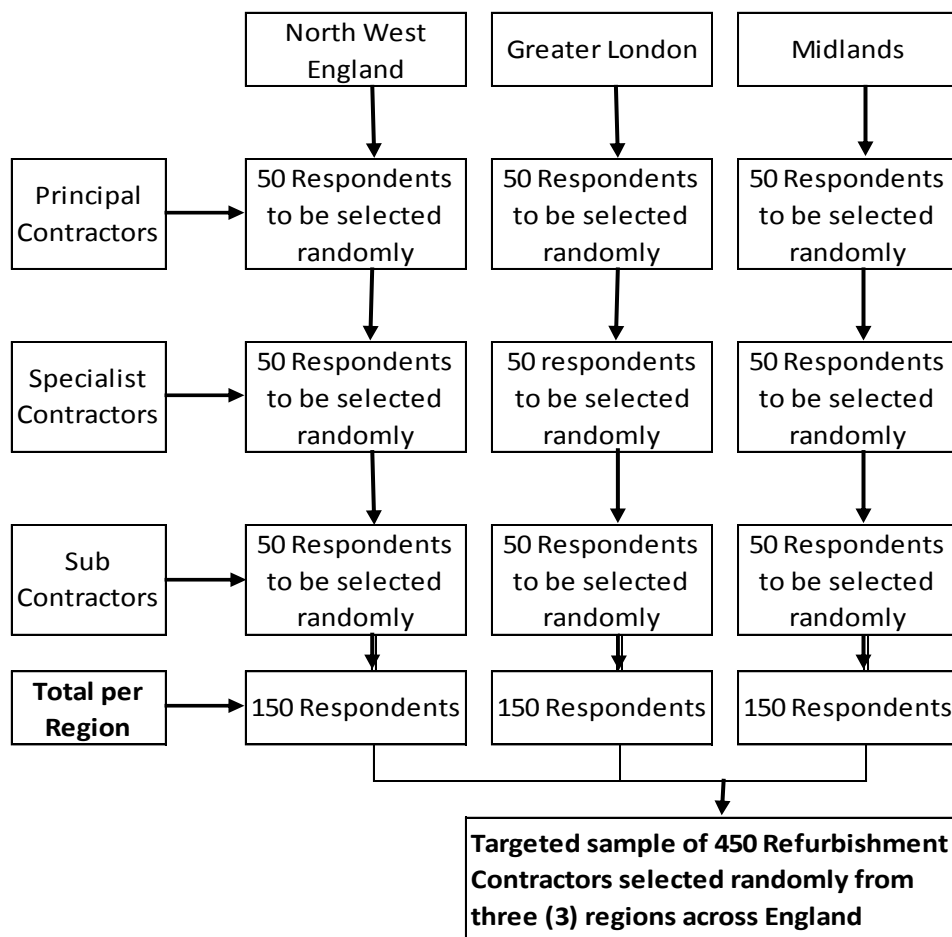 North West
England
Greater London
Midlands
Principal
Contractors
50 Respondents
to be selected
randomly
50 Respondents
to be selected
randomly
50 Respondents
to be selected
randomly
Specialist
Contractors
50 Respondents
to be selected
randomly
50 respondents
to be selected
randomly
50 Respondents
to be selected
randomly
Sub
Contractors
50 Respondents
to be selected
randomly
50 Respondents
to be selected
randomly
50 Respondents
to be selected
randomly
Total per
Region
150 Respondents
150 Respondents
150 Respondents
Targeted sample of 450 Refurbishment
Contractors selected randomly from
three (3) regions across England